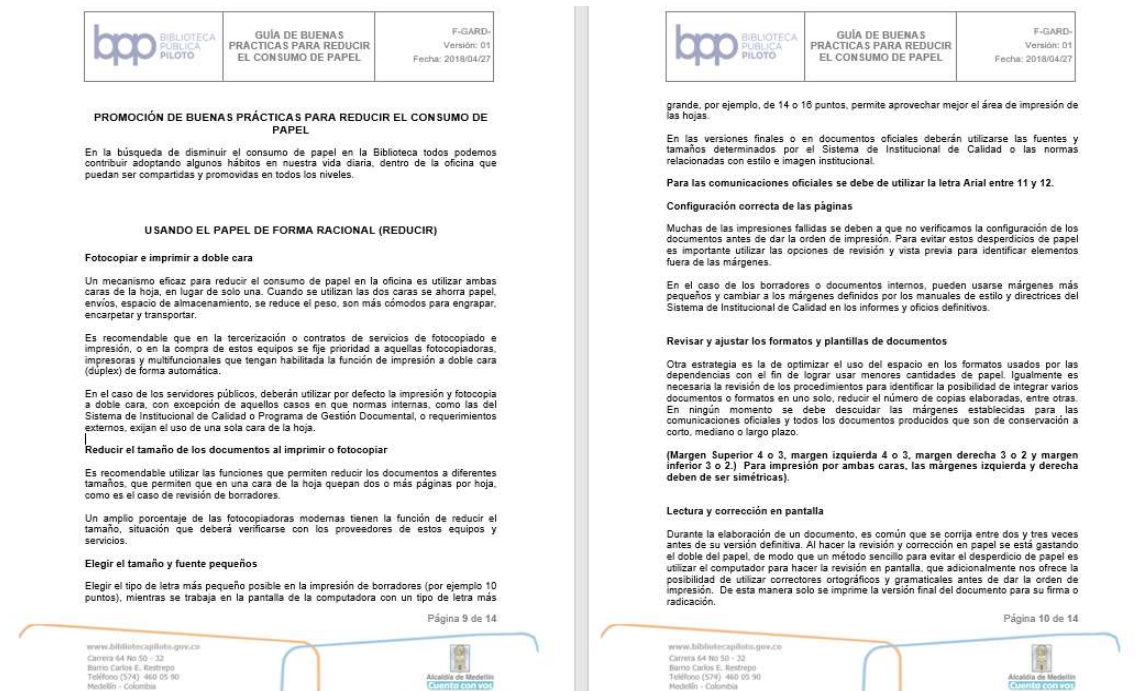 bpp BIBLIOTECA
PÚBLICA
PILOTO
GUÍA DE BUENAS
PRÁCTICAS PARA REDUCIR
EL CONSUMO DE PAPEL
F-GARD-
Versión: 01
Fecha: 2018/04/27
PROMOCIÓN DE BUENAS PRÁCTICAS PARA REDUCIR EL CONSUMO DE
PAPEL
En la búsqueda de disminuir el consumo de papel en la Biblioteca todos podemos
contribuir adoptando algunos hábitos en nuestra vida diaria, dentro de la oficina que
puedan ser compartidas y promovidas en todos los niveles.
USANDO EL PAPEL DE FORMA RACIONAL (REDUCIR)
Fotocopiar e imprimir a doble cara
Un mecanismo eficaz para reducir el consumo de papel en la oficina es utilizar ambas
caras de la hoja, en lugar de solo una. Cuando se utilizan las dos caras se ahorra papel,
envíos, espacio de almacenamiento, se reduce el peso, son más cómodos para engrapar,
encarpetar y transportar.
Es recomendable que en la tercerización o contratos de servicios de fotocopiado e
impresión, o en la compra de estos equipos se fije prioridad a aquellas fotocopiadoras,
impresoras y multifuncionales que tengan habilitada la función de impresión a doble cara
(dúplex) de forma automática.
En el caso de los servidores públicos, deberán utilizar por defecto la impresión y fotocopia
a doble cara, con excepción de aquellos casos en que normas internas, como las del
Sistema de Institucional de Calidad o Programa de Gestión Documental, o requerimientos
externos, exijan el uso de una sola cara de la hoja.
Reducir el tamaño de los documentos al imprimir o fotocopiar
Es recomendable utilizar las funciones que permiten reducir los documentos a diferentes
tamaños, que permiten que en una cara de la hoja quepan dos o más páginas por hoja,
como es el caso de revisión de borradores.
Un amplio porcentaje de las fotocopiadoras modernas tienen la función de reducir el
tamaño, situación que deberá verificarse con los proveedores de estos equipos y
servicios.
Elegir el tamaño y fuente pequeños
Elegir el tipo de letra más pequeño posible en la impresión de borradores (por ejemplo 10
puntos), mientras se trabaja en la pantalla de la computadora con un tipo de letra más
Página 9 de 14
www.bibliotecapiloto.gov.co
Carrera 64 No 50 - 32
Barrio Carlos E. Restrepo
Teléfono (574) 460 05 90
Medellín - Colombia
Alcaldía de Medellín
Cuenta con vos
bpp BIBLIOTECA
PÚBLICA
PILOTO
GUÍA DE BUENAS
PRÁCTICAS PARA REDUCIR
EL CONSUMO DE PAPEL
F-GARD-
Versión: 01
Fecha: 2018/04/27
grande, por ejemplo, de 14 o 16 puntos, permite aprovechar mejor el área de impresión de
las hojas.
En las versiones finales o en documentos oficiales deberán utilizarse las fuentes y
tamaños determinados por el Sistema de Institucional de Calidad o las normas
relacionadas con estilo e imagen institucional.
Para las comunicaciones oficiales se debe de utilizar la letra Arial entre 11 y 12.
Configuración correcta de las páginas
Muchas de las impresiones fallidas se deben a que no verificamos la configuración de los
documentos antes de dar la orden de impresión. Para evitar estos desperdicios de papel
es importante utilizar las opciones de revisión y vista previa para identificar elementos
fuera de las márgenes.
En el caso de los borradores o documentos internos, pueden usarse márgenes más
pequeños y cambiar a los márgenes definidos por los manuales de estilo y directrices del
Sistema de Institucional de Calidad en los informes y oficios definitivos.
Revisar y ajustar los formatos y plantillas de documentos
Otra estrategia es la de optimizar el uso del espacio en los formatos usados por las
dependencias con el fin de lograr usar menores cantidades de papel. Igualmente es
necesaria la revisión de los procedimientos para identificar la posibilidad de integrar varios
documentos o formatos en uno solo, reducir el número de copias elaboradas, entre otras.
En ningún momento se debe descuidar las márgenes establecidas para las
comunicaciones oficiales y todos los documentos producidos que son de conservación a
corto, mediano o largo plazo.
(Margen Superior 4 o 3, margen izquierda 4 o 3, margen derecha 3 o 2 y margen
inferior 3 o 2.) Para impresión por ambas caras, las márgenes izquierda y derecha
deben de ser simétricas).
Lectura y corrección en pantalla
Durante la elaboración de un documento, es común que se corrija entre dos y tres veces
antes de su versión definitiva. Al hacer la revisión y corrección en papel se está gastando
el doble del papel, de modo que un método sencillo para evitar el desperdicio de papel es
utilizar el computador para hacer la revisión en pantalla, que adicionalmente nos ofrece la
posibilidad de utilizar correctores ortográficos y gramaticales antes de dar la orden de
impresión. De esta manera solo se imprime la versión final del documento para su firma o
radicación.
Página 10 de 14
www.bibliotecapiloto.gov.co
Carrera 64 No 50 - 32
Barrio Carlos E. Restrepo
Teléfono (574) 460 05 90
Medellín - Colombia
Alcaldía de Medellín
Cuenta con vos